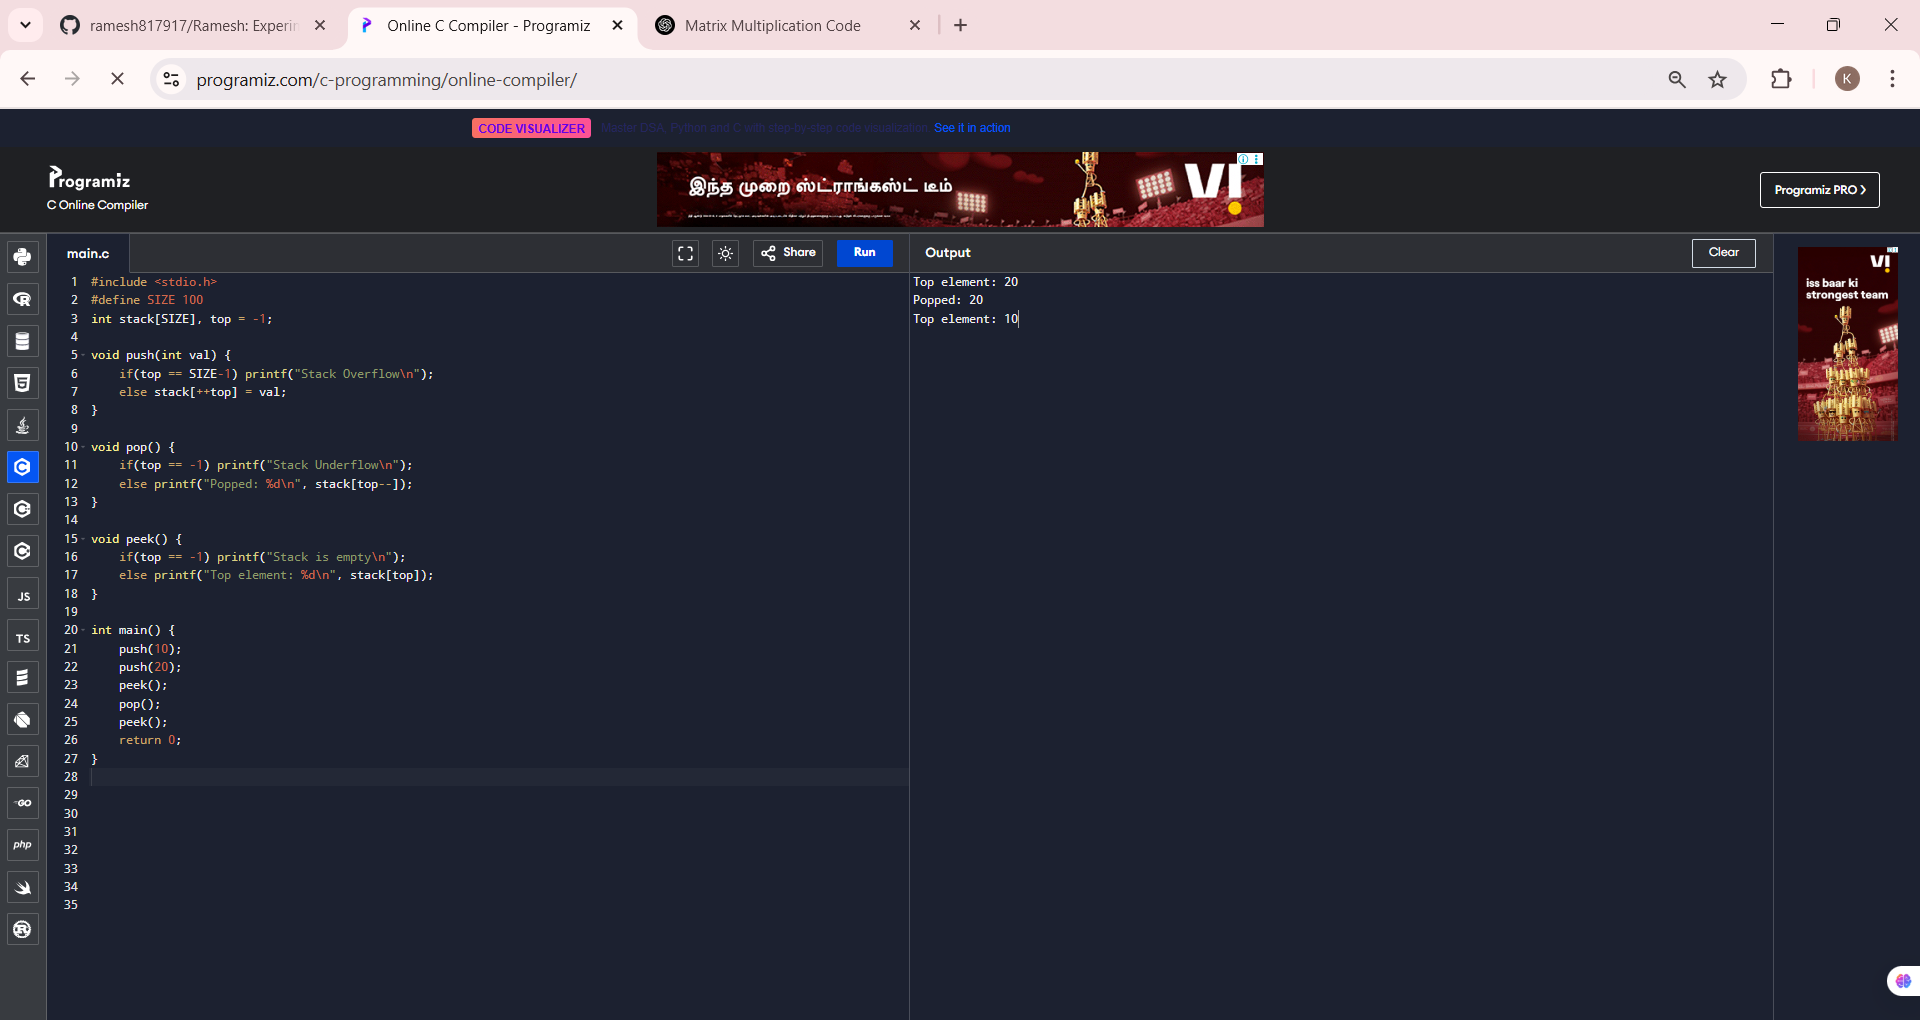 ramesh817917/Ramesh: Experin
Online C Compiler - Programiz
Matrix Multiplication Code
programiz.com/c-programming/online-compiler/
K
CODE VISUALIZER Master DSA, Python and C with step-by-step code visualization. See it in action
Programiz
C Online Compiler
இந்த முறை ஸ்ட்ராங்கஸ்ட் டீம்
VI
Programiz PRO >
main.c
Share
Run
Output
Clear
1 #include <stdio.h>
2 #define SIZE 100
3 int stack[SIZE], top = -1;
4
5 void push(int val) {
6     if(top == SIZE-1) printf("Stack Overflow\n");
7     else stack[++top] = val;
8 }
9
10 void pop() {
11     if(top == -1) printf("Stack Underflow\n");
12     else printf("Popped: %d\n", stack[top--]);
13 }
14
15 void peek() {
16     if(top == -1) printf("Stack is empty\n");
17     else printf("Top element: %d\n", stack[top]);
18 }
19
20 int main() {
21     push(10);
22     push(20);
23     peek();
24     pop();
25     peek();
26     return 0;
27 }
28
29
30
31
32
33
34
35
Top element: 20
Popped: 20
Top element: 10
VI
iss baar ki
strongest team
JS
TS
GO
php